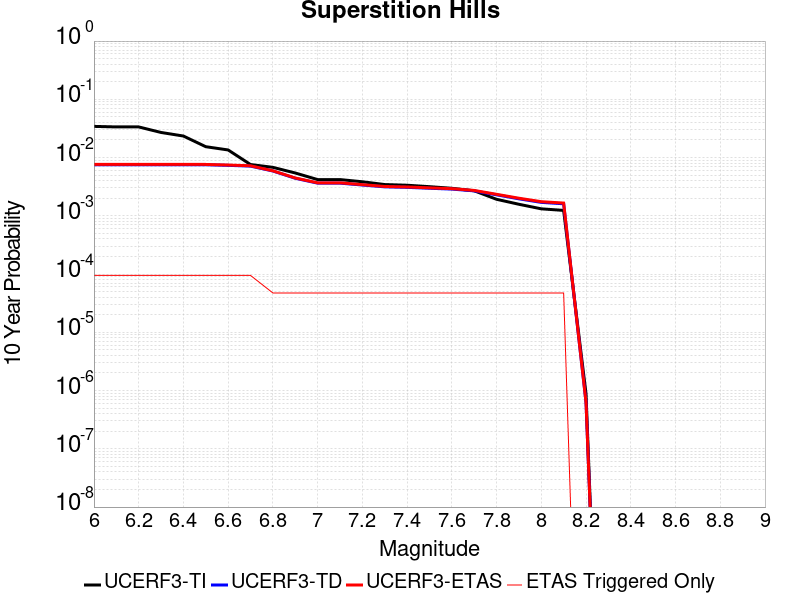 Superstition Hills
10^0
10^-1
10^-2
10^-3
10^-4
10^-5
10^-6
10^-7
10^-8
10 Year Probability
6 6.2 6.4 6.6 6.8 7 7.2 7.4 7.6 7.8 8 8.2 8.4 8.6 8.8 9
Magnitude
UCERF3-TI UCERF3-TD UCERF3-ETAS ETAS Triggered Only